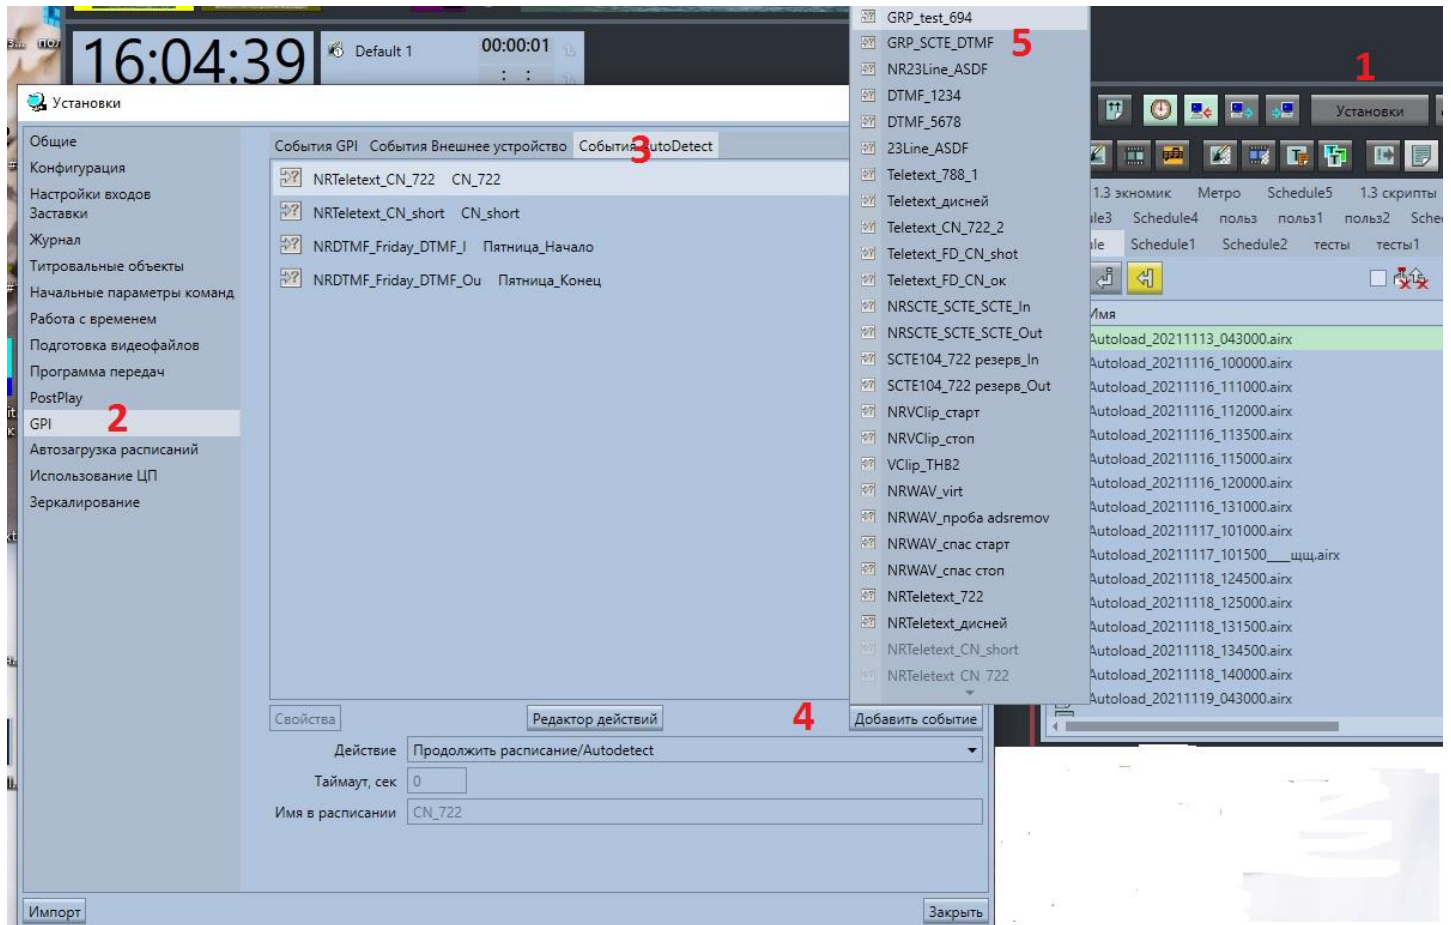 16:04:39
Default 1
00:00:01
: :
1
Установки
Установки
Общие
Конфигурация
Настройки входов
Заставки
Журнал
Титровальные объекты
Начальные параметры команд
Работа с временем
Подготовка видеофайлов
Программа передач
PostPlay
GPI
2
Автозагрузка расписаний
Использование ЦП
Зеркалирование
События GPI События Внешнее устройство События AutoDetect
3
NRTeletext_CN_722 CN_722
NRTeletext_CN_short CN_short
NRDTMF_Friday_DTMF_I Пятница_Начало
NRDTMF_Friday_DTMF_Ou Пятница_Конец
Свойства
Редактор действий
4
Добавить событие
Действие Продолжить расписание/Autodetect
Таймаут, сек 0
Имя в расписании CN_722
Импорт
Закрыть
GRP_test_694
GRP_SCTE_DTMF
5
NR23Line_ASDF
DTMF_1234
DTMF_5678
23Line_ASDF
Teletext_788_1
Teletext_дисней
Teletext_CN_722_2
Teletext_FD_CN_shot
Teletext_FD_CN_ок
NRSCTE_SCTE_SCTE_In
NRSCTE_SCTE_SCTE_Out
SCTE104_722 резерв_In
SCTE104_722 резерв_Out
NRVClip_старт
NRVClip_стоп
VClip_ТНВ2
NRWAV_virt
NRWAV_проба adsremov
NRWAV_спас старт
NRWAV_спас стоп
NRTeletext_722
NRTeletext_дисней
NRTeletext_CN_short
NRTeletext CN 722
1.3 экномик Метро Schedule5 1.3 скрипты
Schedule4 польз польз1 польз2
Schedule1 Schedule2 тесты тесты1
Имя
Autoload_20211113_043000.airx
Autoload_20211116_100000.airx
Autoload_20211116_111000.airx
Autoload_20211116_112000.airx
Autoload_20211116_113500.airx
Autoload_20211116_115000.airx
Autoload_20211116_120000.airx
Autoload_20211116_131000.airx
Autoload_20211117_101000.airx
Autoload_20211117_101500___щщ.airx
Autoload_20211118_124500.airx
Autoload_20211118_125000.airx
Autoload_20211118_131500.airx
Autoload_20211118_134500.airx
Autoload_20211118_140000.airx
Autoload_20211119_043000.airx